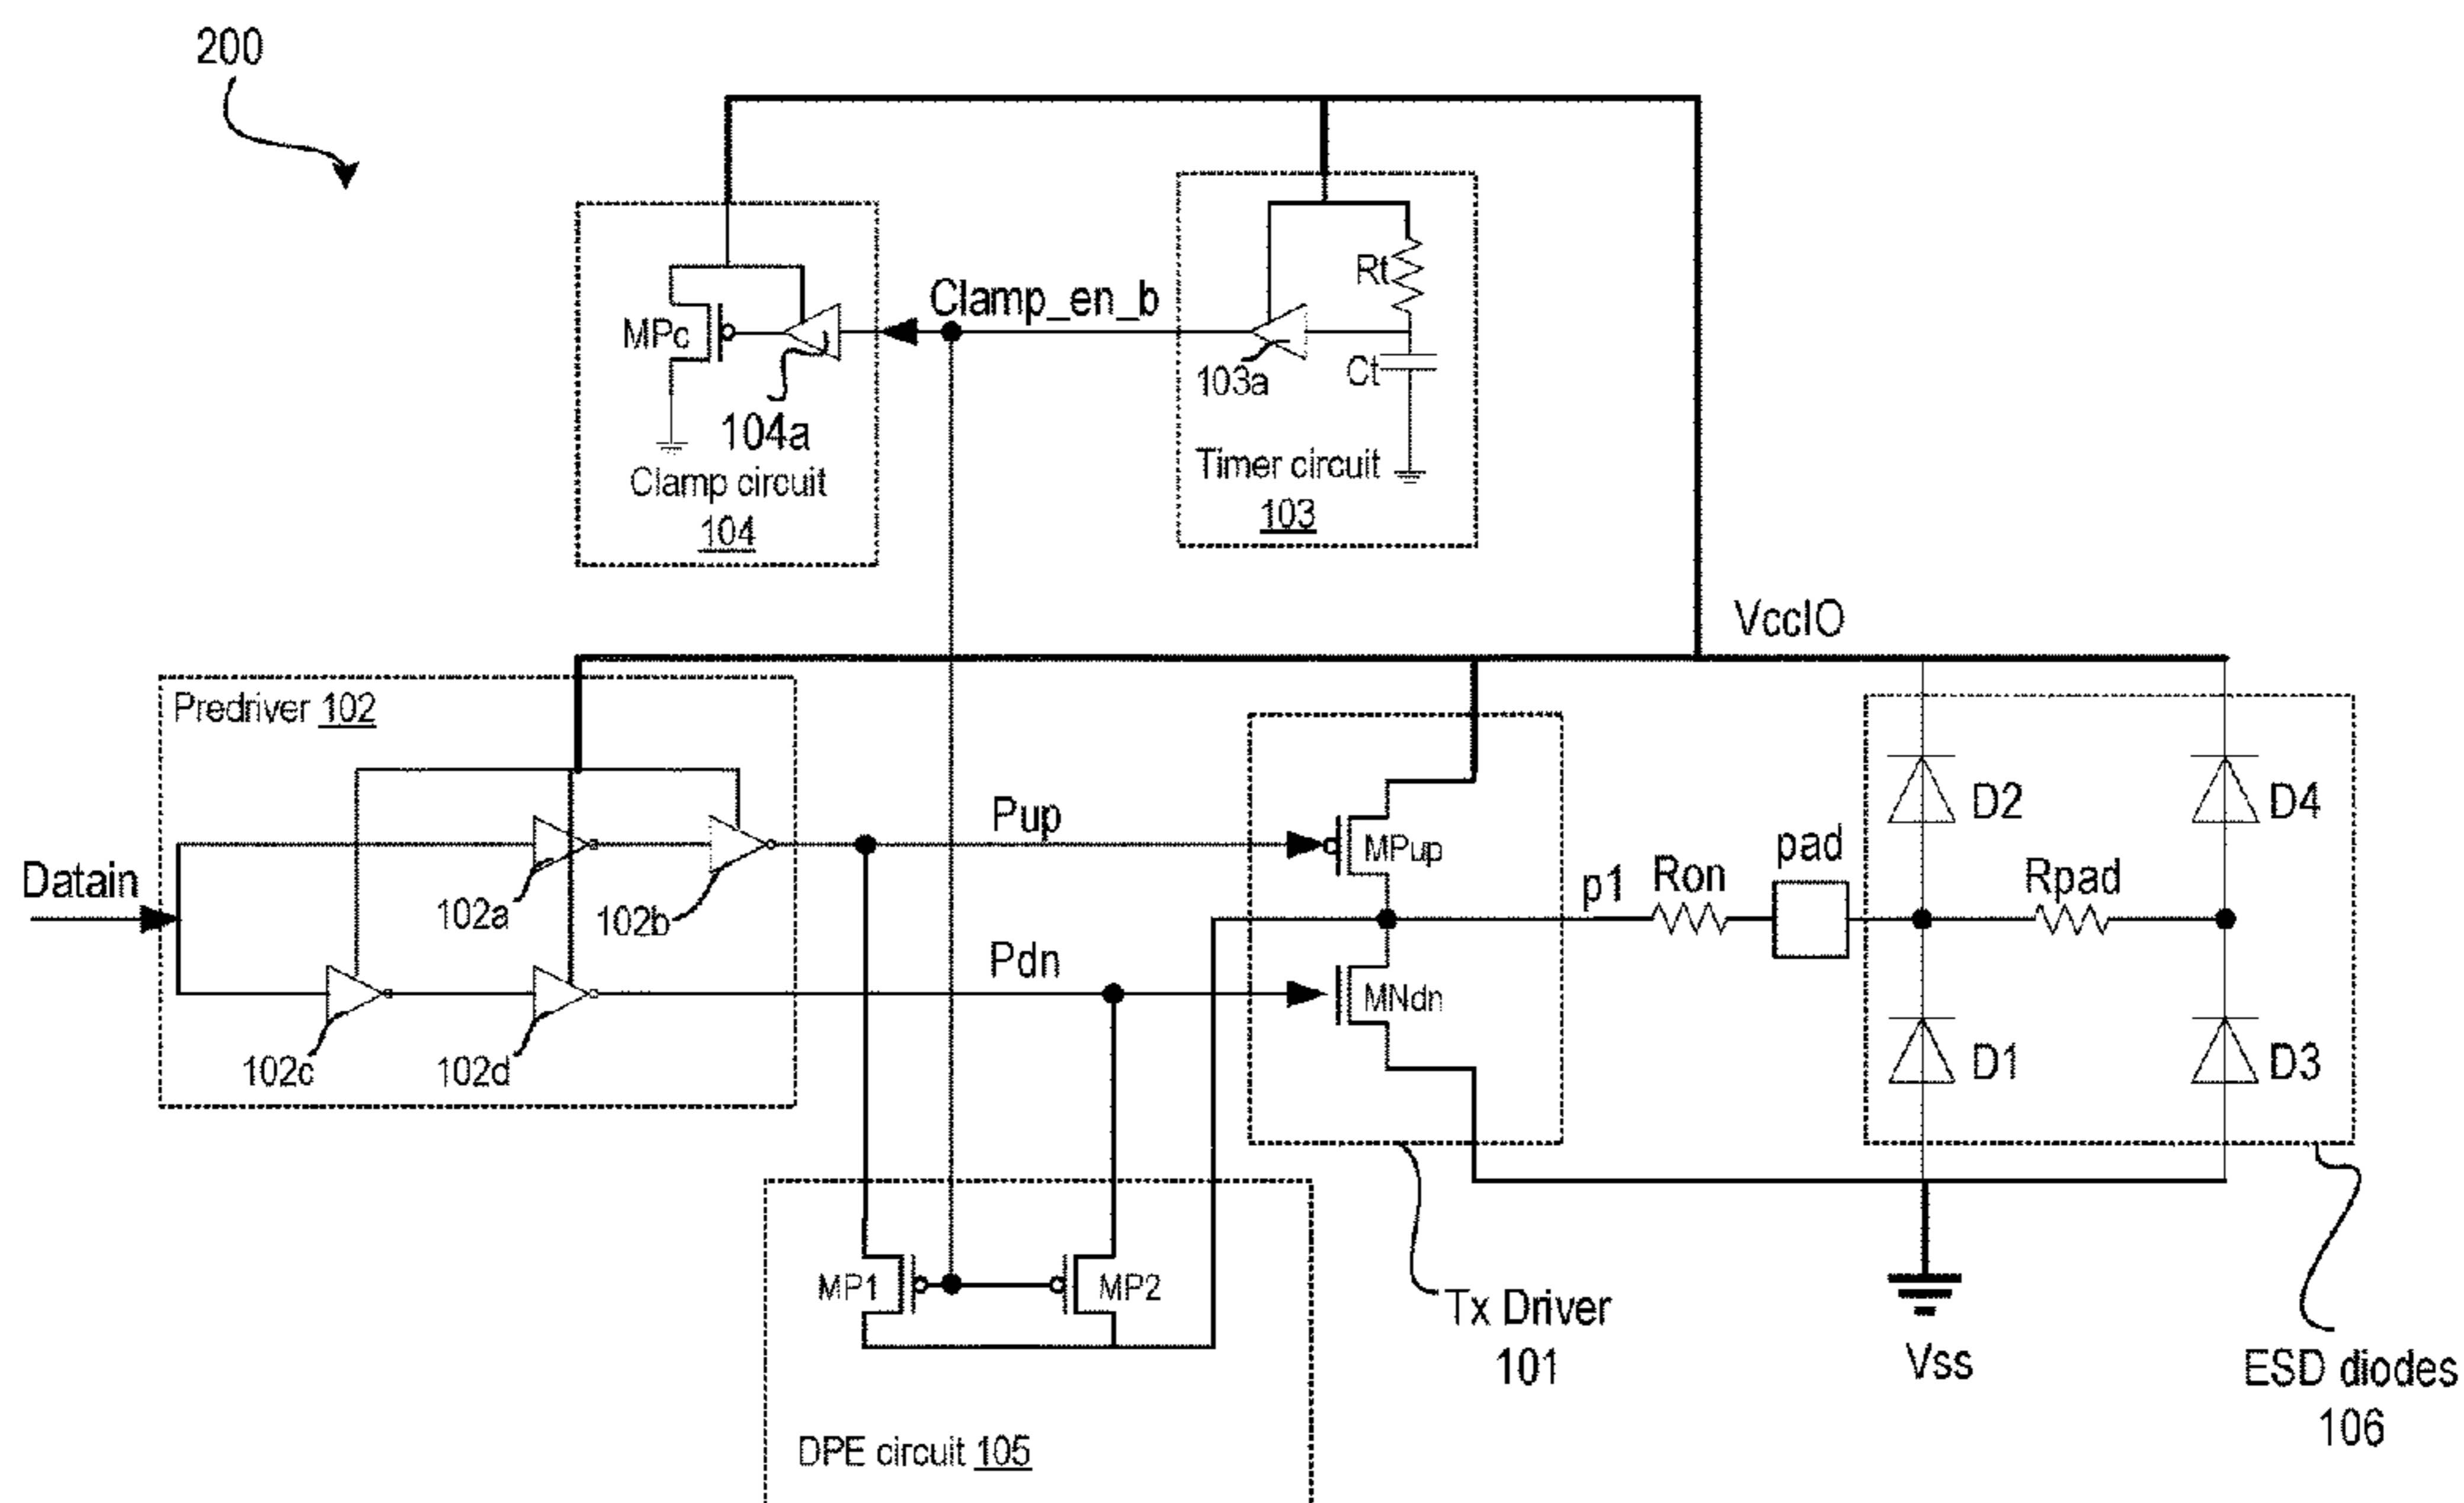 200
Clamp_en_b
Rt
MPc
103a
Ct
104a
Timer circuit
103
Clamp circuit
104
VccIO
Predriver 102
Pup
MPup
D2
D4
pad
Datain
p1
Ron
Rpad
102a
102b
Pdn
MNdn
102c
102d
D1
D3
MP1
MP2
Tx Driver
101
Vss
ESD diodes
106
DPE circuit 105